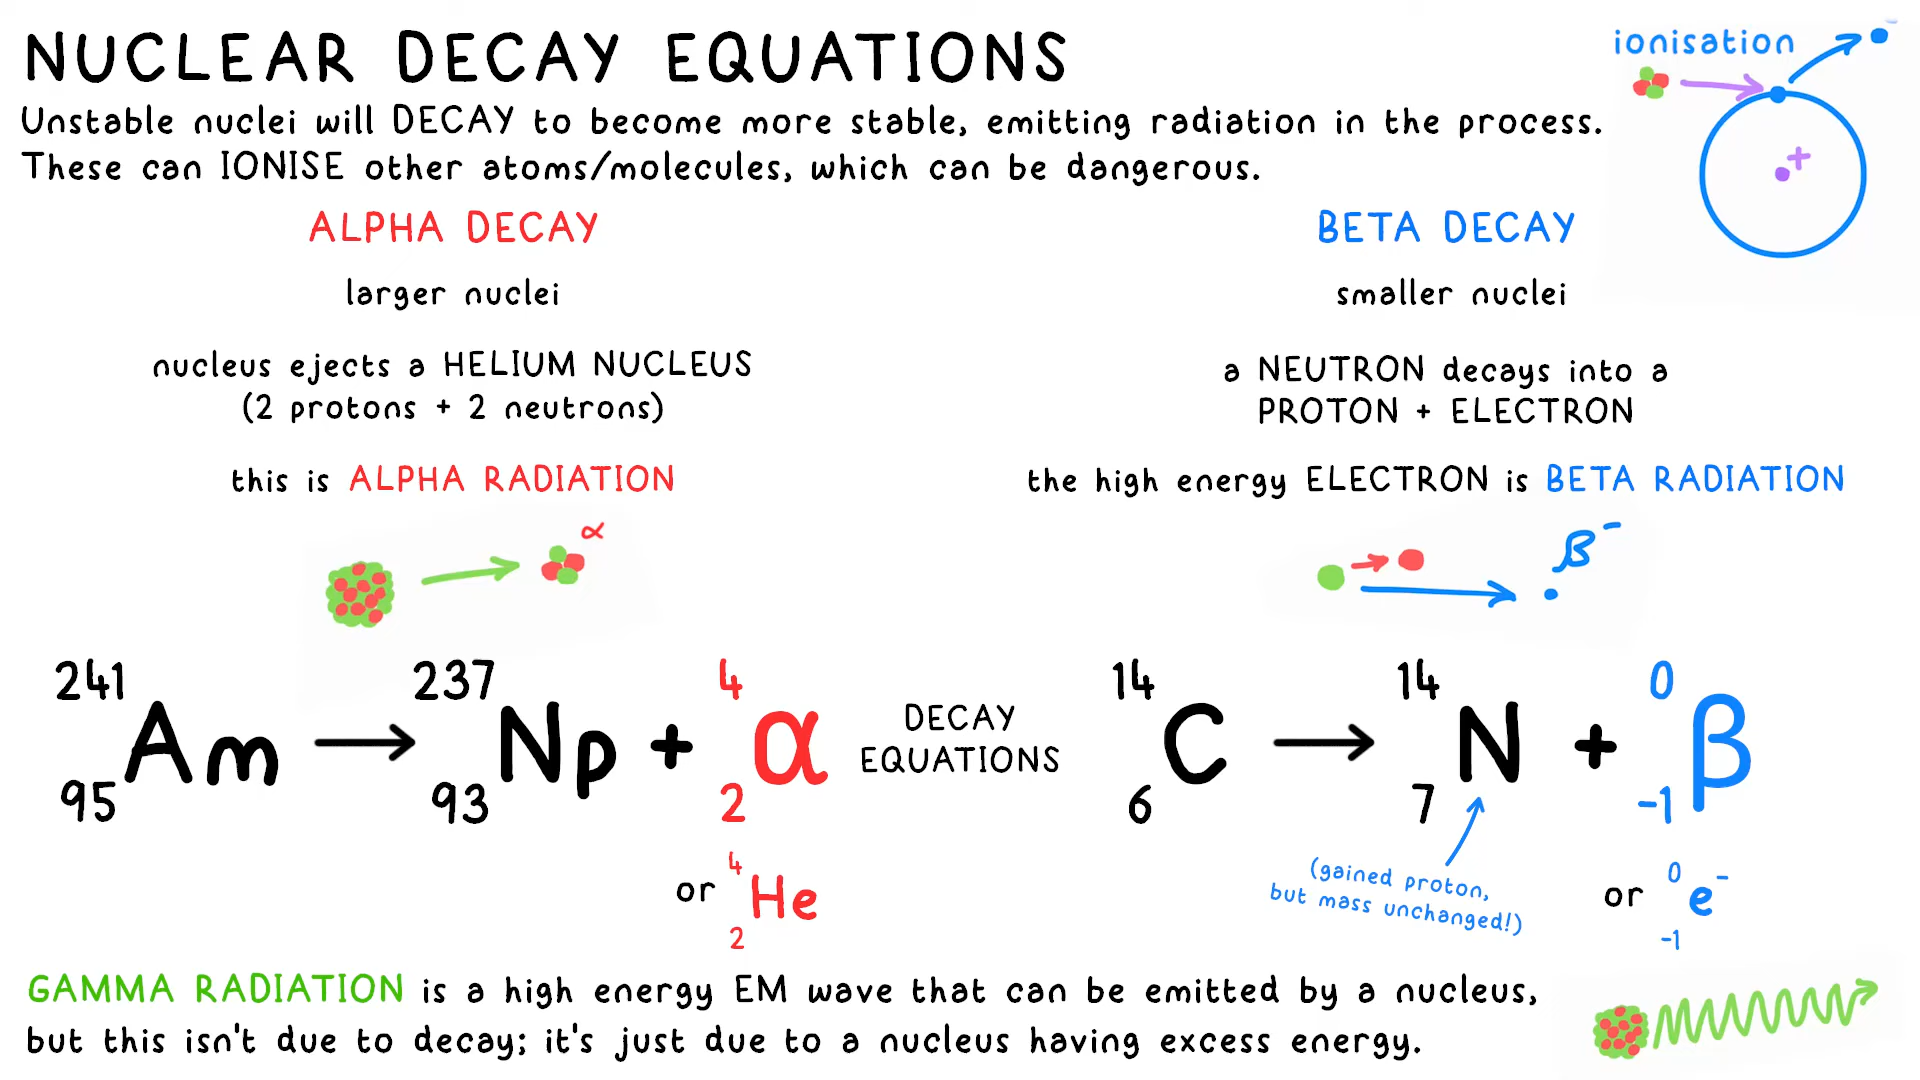 NUCLEAR DECAY EQUATIONS
ionisation
Unstable nuclei will DECAY to become more stable, emitting radiation in the process.
These can IONISE other atoms/molecules, which can be dangerous.
+
-
ALPHA DECAY
larger nuclei
nucleus ejects a HELIUM NUCLEUS
(2 protons + 2 neutrons)
this is ALPHA RADIATION
α
241 95 Am → 237 93 Np + 4 2 α
or 4 2 He
DECAY
EQUATIONS
BETA DECAY
smaller nuclei
a NEUTRON decays into a
PROTON + ELECTRON
the high energy ELECTRON is BETA RADIATION
β-
14 6 C → 14 7 N + 0 -1 β
(gained proton,
but mass unchanged!)
or 0 -1 e-
GAMMA RADIATION is a high energy EM wave that can be emitted by a nucleus,
but this isn't due to decay; it's just due to a nucleus having excess energy.